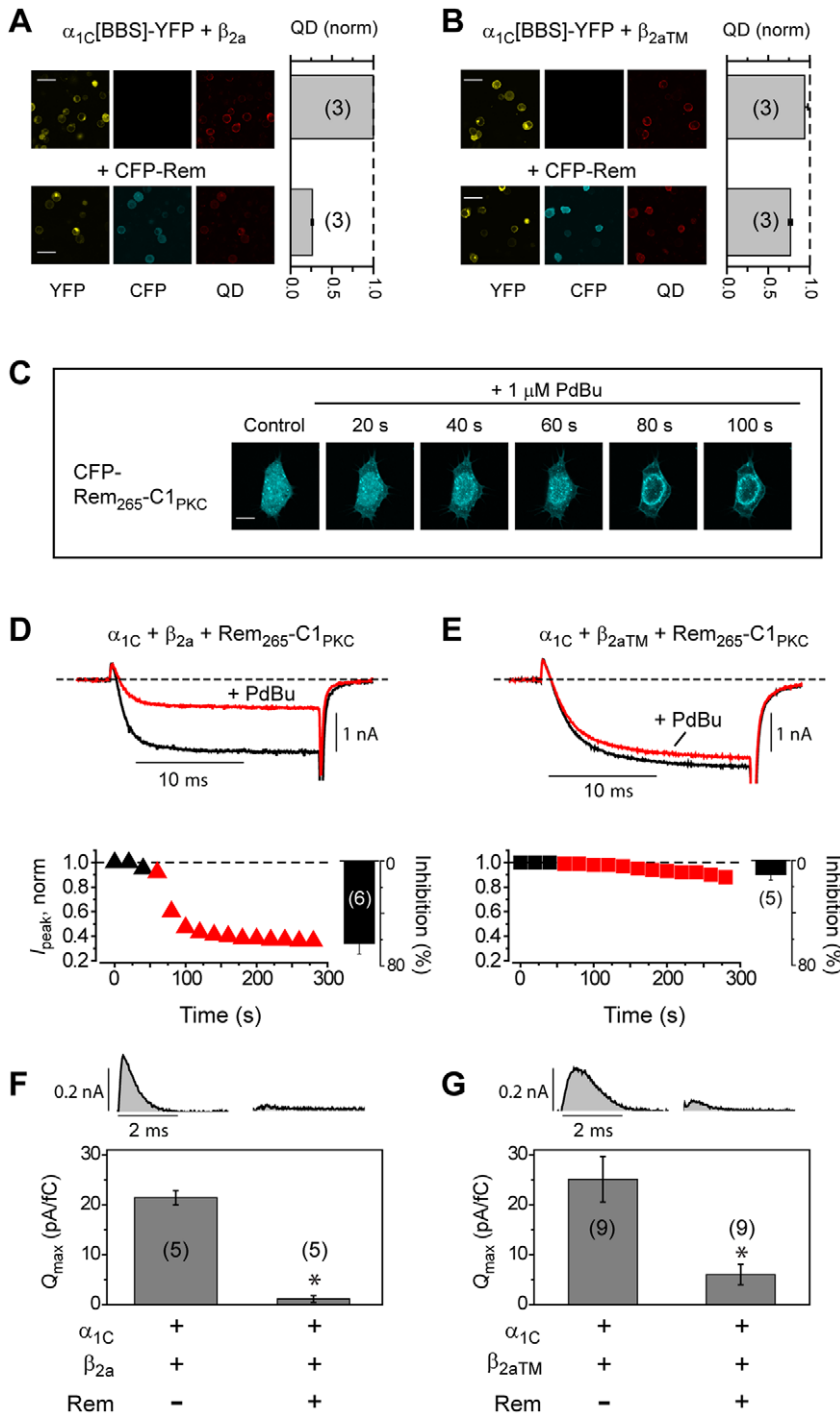 A
α1C[BBS]-YFP + β2a
QD (norm)
(3)
+ CFP-Rem
(3)
YFP CFP QD
0.0 0.5 1.0
B
α1C[BBS]-YFP + β2aTM
QD (norm)
(3)
+ CFP-Rem
(3)
YFP CFP QD
0.0 0.5 1.0
C
+ 1 μM PdBu
Control 20 s 40 s 60 s 80 s 100 s
CFP-
Rem265-C1PKC
D
α1C + β2a + Rem265-C1PKC
+ PdBu
1 nA
10 ms
1.0
0.8
0.6
0.4
0.2
Ipeak, norm
0 100 200 300
Time (s)
(6)
0
80
Inhibition (%)
E
α1C + β2aTM + Rem265-C1PKC
+ PdBu
1 nA
10 ms
1.0
0.8
0.6
0.4
0.2
0 100 200 300
Time (s)
(5)
0
80
Inhibition (%)
F
0.2 nA
2 ms
30
20
10
0
Qmax (pA/fC)
(5) (5)
*
α1C + +
β2a + +
Rem - +
G
0.2 nA
2 ms
30
20
10
0
Qmax (pA/fC)
(9) (9)
*
α1C + +
β2aTM + +
Rem - +